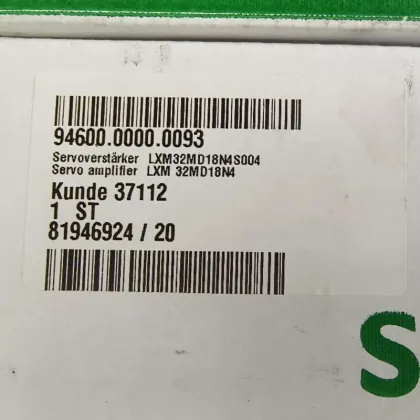 94600.0000.0093
Servoverstärker LXM32MD18N4S004
Servo amplifier LXM 32MD18N4
Kunde 37112
1 ST
81946924 / 20
S